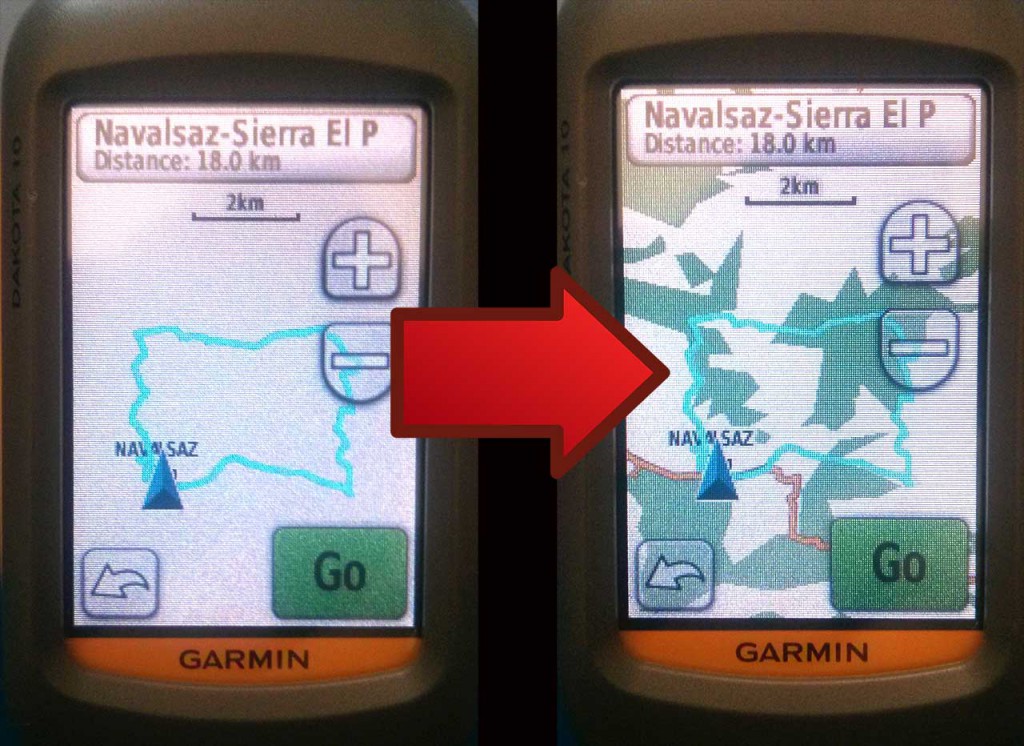 DAKOTA 10
Navalsaz-Sierra El P
Distance: 18.0 km
2km
NAVALSAZ
Go
GARMIN
DAKOTA 10
Navalsaz-Sierra El P
Distance: 18.0 km
2km
NAVALSAZ
Go
GARMIN